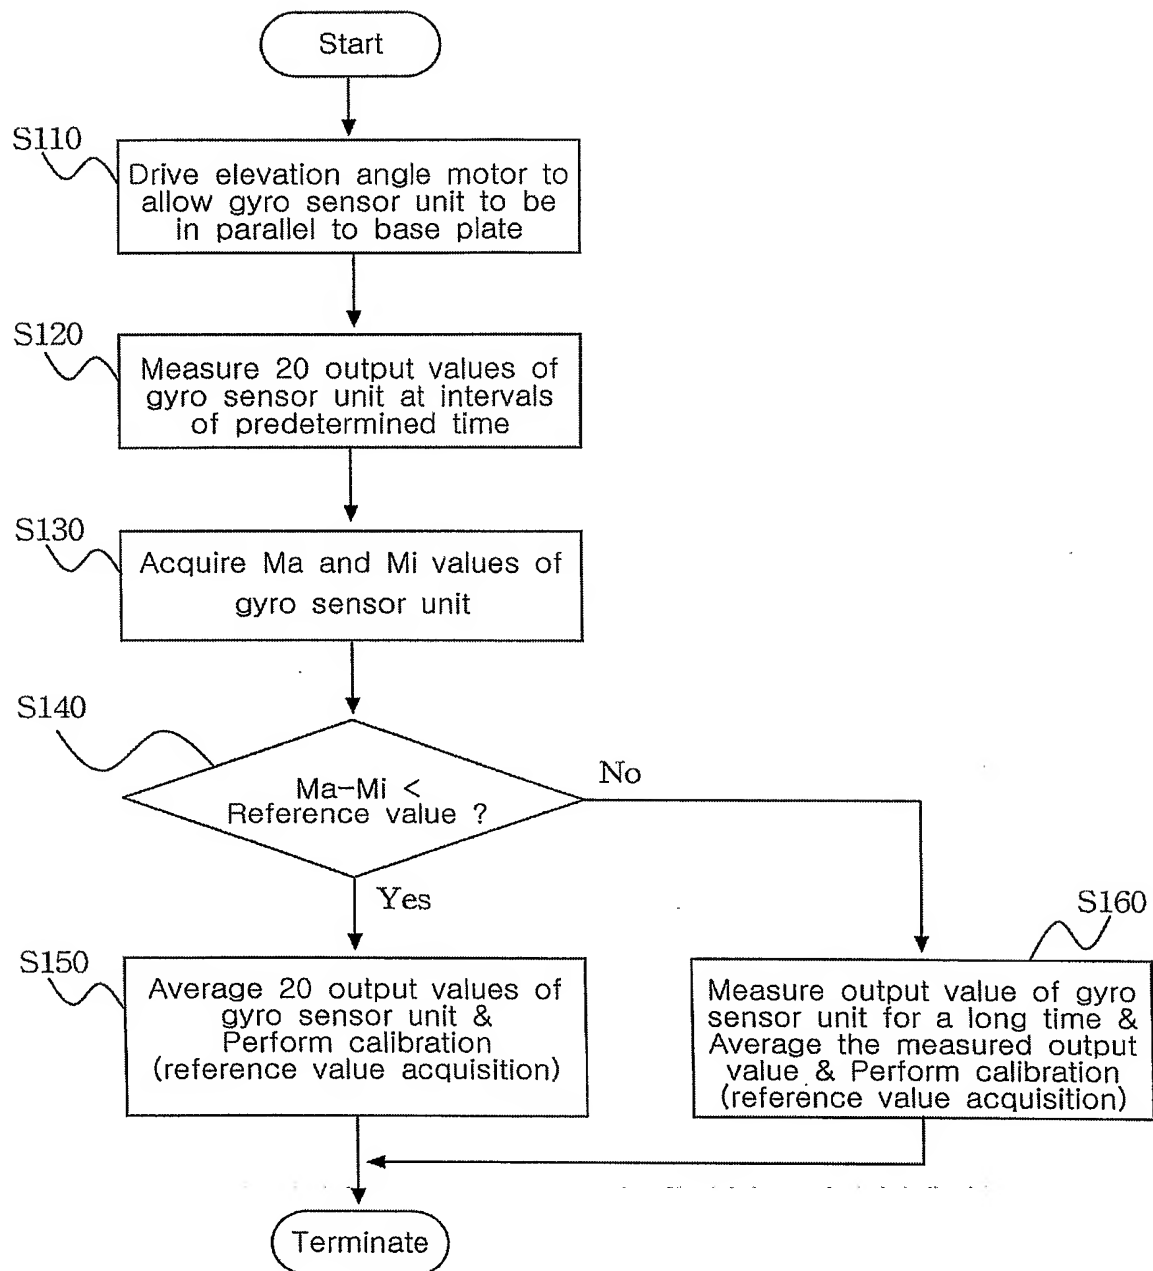 Start
S110
Drive elevation angle motor to
allow gyro sensor unit to be
in parallel to base plate
S120
Measure 20 output values of
gyro sensor unit at intervals
of predetermined time
S130
Acquire Ma and Mi values of
gyro sensor unit
S140
Ma-Mi <
Reference value ?
No
Yes
S150
Average 20 output values of
gyro sensor unit &
Perform calibration
(reference value acquisition)
S160
Measure output value of gyro
sensor unit for a long time &
Average the measured output
value & Perform calibration
(reference value acquisition)
Terminate